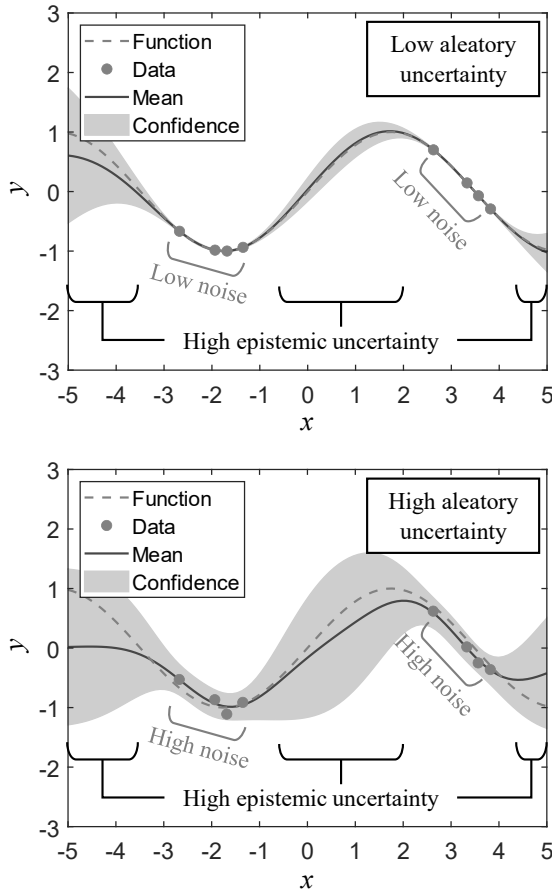 3
Function
Data
Mean
Confidence
Low aleatory
uncertainty
2
1
0
-1
-2
-3
y
Low noise
Low noise
High epistemic uncertainty
-5 -4 -3 -2 -1 0 1 2 3 4 5
x
3
Function
Data
Mean
Confidence
High aleatory
uncertainty
2
1
0
-1
-2
-3
y
High noise
High noise
High epistemic uncertainty
-5 -4 -3 -2 -1 0 1 2 3 4 5
x